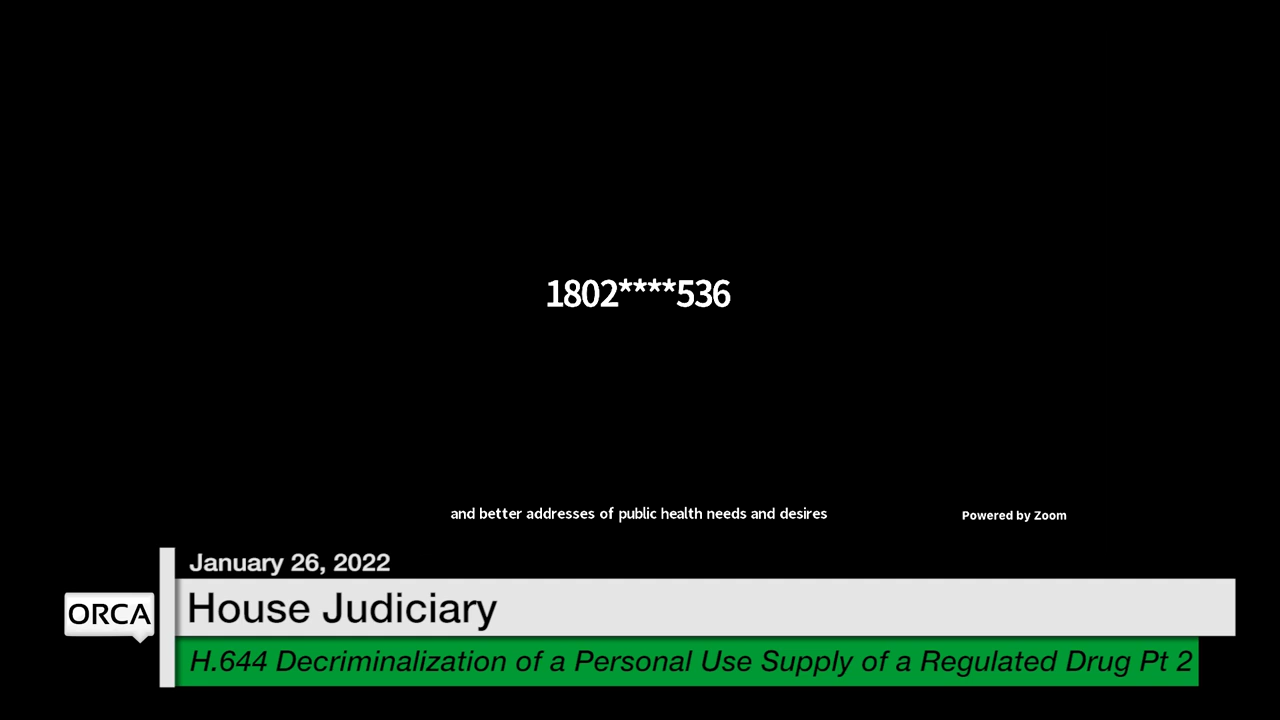 1802****536
and better addresses of public health needs and desires
Powered by Zoom
January 26, 2022
ORCA
House Judiciary
H.644 Decriminalization of a Personal Use Supply of a Regulated Drug Pt 2